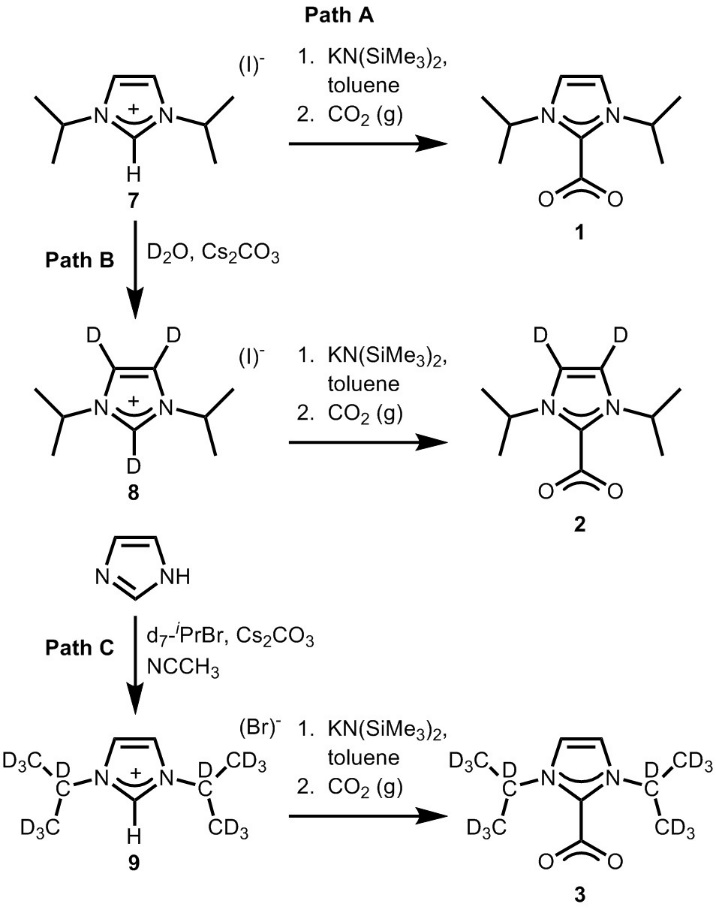 Path A
(I)-
1. KN(SiMe3)2,
toluene
2. CO2 (g)
N
+
N
H
7
N
N
O
O
1
Path B
D2O, Cs2CO3
D
D
(I)-
1. KN(SiMe3)2,
toluene
2. CO2 (g)
N
+
N
D
8
D
D
N
N
O
O
2
N
NH
Path C
d7-iPrBr, Cs2CO3
NCCH3
(Br)-
1. KN(SiMe3)2,
toluene
2. CO2 (g)
D3C
D
C
D3C
N
+
N
D
C
CD3
CD3
H
9
D3C
D
C
D3C
N
N
D
C
CD3
CD3
O
O
3